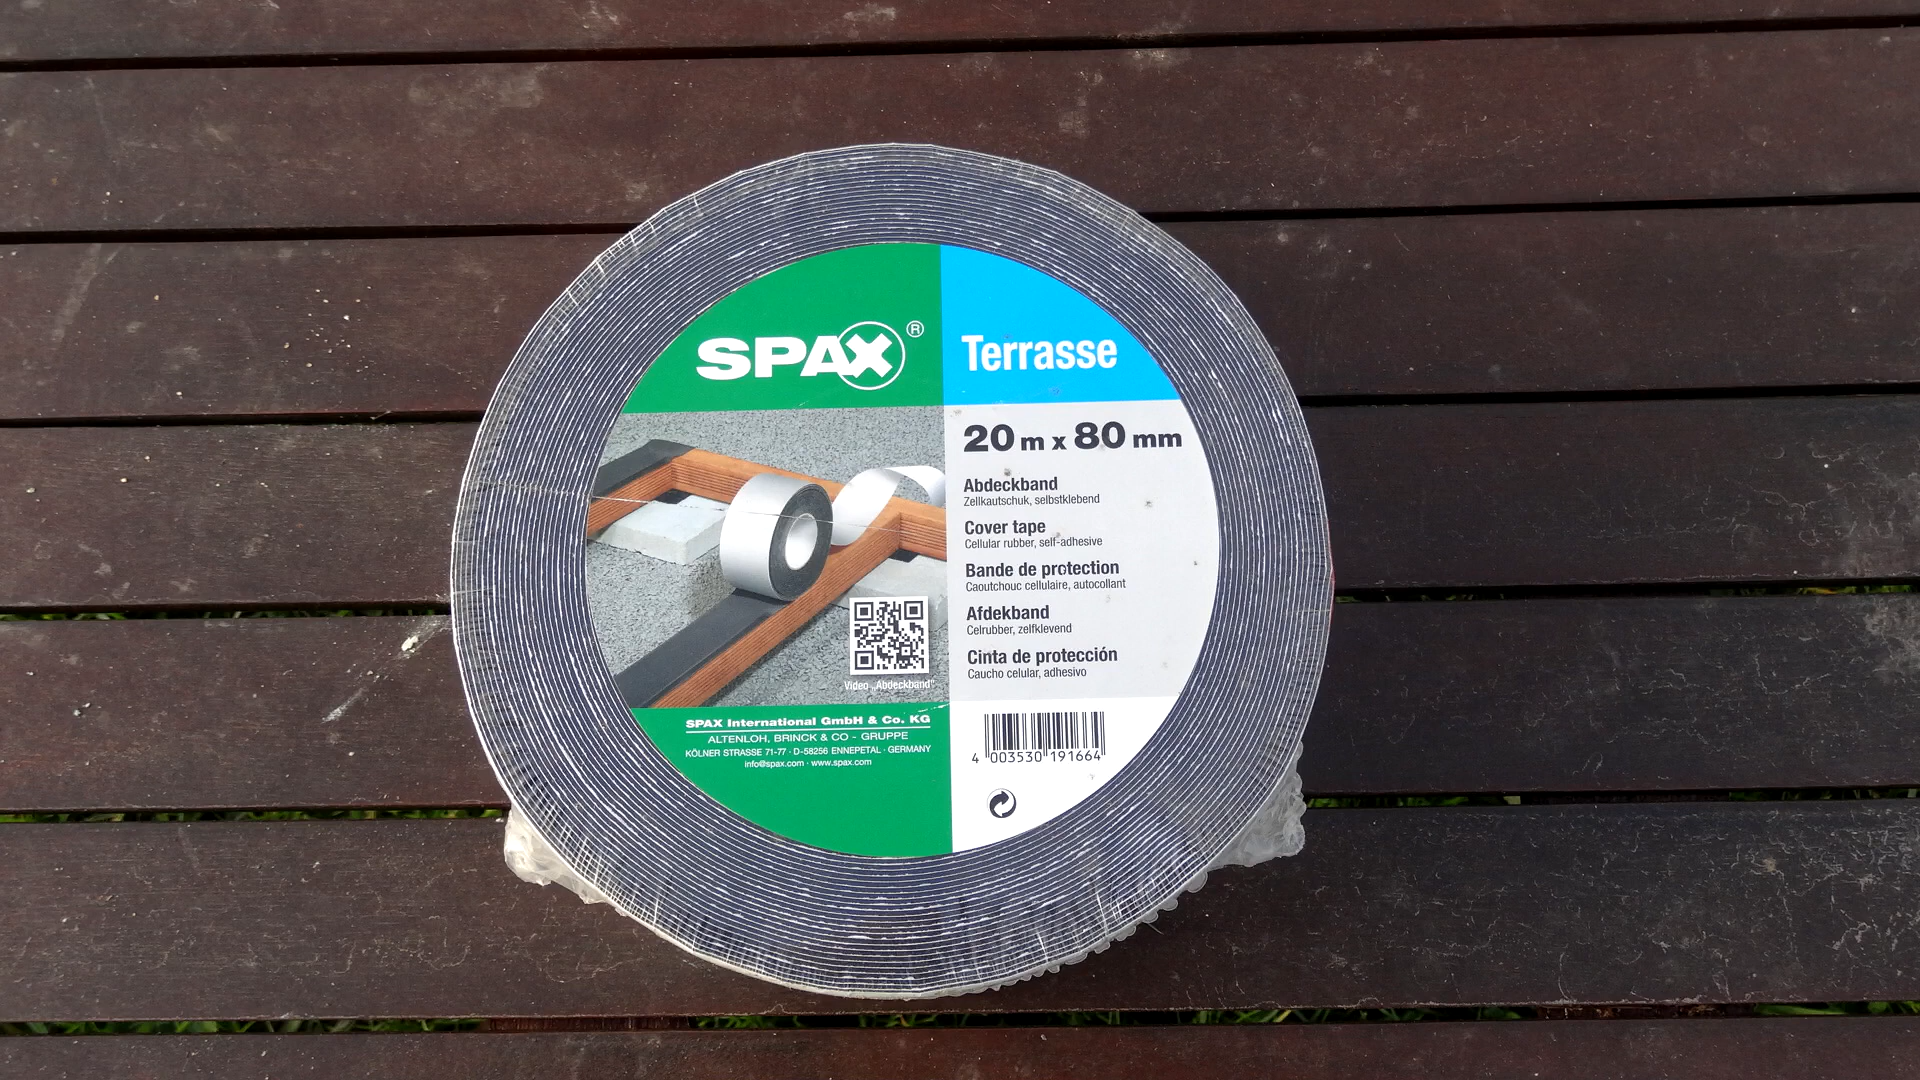 SPAX®
Terrasse
20 m x 80 mm
Abdeckband
Zellkautschuk, selbstklebend
Cover tape
Cellular rubber, self-adhesive
Bande de protection
Caoutchouc cellulaire, autocollant
Afdekband
Celrubber, zelfklevend
Cinta de protección
Caucho celular, adhesivo
Video „Abdeckband“
SPAX International GmbH & Co. KG
ALTENLOH, BRINCK & CO - GRUPPE
KÖLNER STRASSE 71-77 · D-58256 ENNEPETAL · GERMANY
info@spax.com · www.spax.com
4 003530 191664